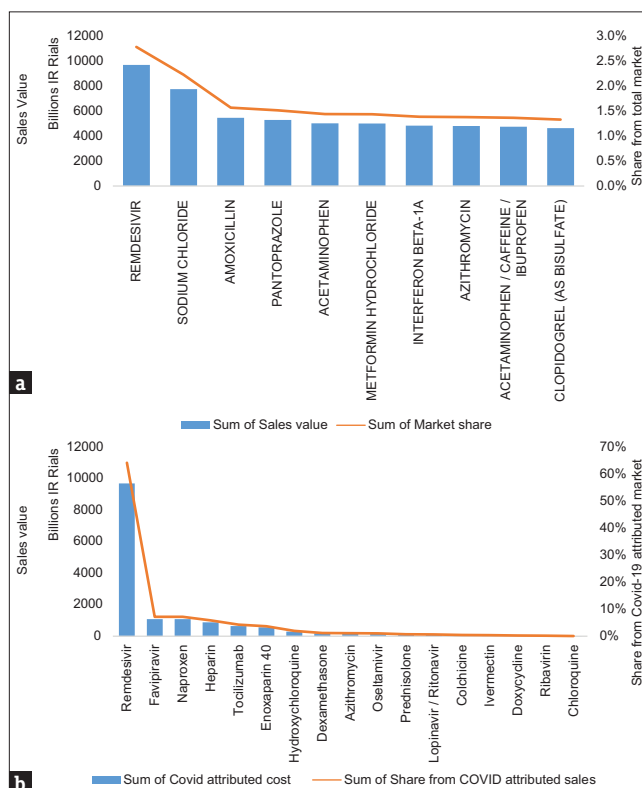 Sales Value
Billions IR Rials
12000
10000
8000
6000
4000
2000
0
3.0%
2.5%
2.0%
1.5%
1.0%
0.5%
0.0%
Share from total market
REMDESIVIR
SODIUM CHLORIDE
AMOXICILLIN
PANTOPRAZOLE
ACETAMINOPHEN
METFORMIN HYDROCHLORIDE
INTERFERON BETA-1A
AZITHROMYCIN
ACETAMINOPHEN / CAFFEINE /
IBUPROFEN
CLOPIDOGREL (AS BISULFATE)
a
Sum of Sales value
Sum of Market share
Sales value
Billions IR Rials
12000
10000
8000
6000
4000
2000
0
70%
60%
50%
40%
30%
20%
10%
0%
Share from Covid-19 attributed market
Remdesivir
Favipiravir
Naproxen
Heparin
Tocilizumab
Enoxaparin 40
Hydroxychloroquine
Dexamethasone
Azithromycin
Oseltamivir
Prednisolone
Lopinavir / Ritonavir
Colchicine
Ivermectin
Doxycycline
Ribavirin
Chloroquine
b
Sum of Covid attributed cost
Sum of Share from COVID attributed sales